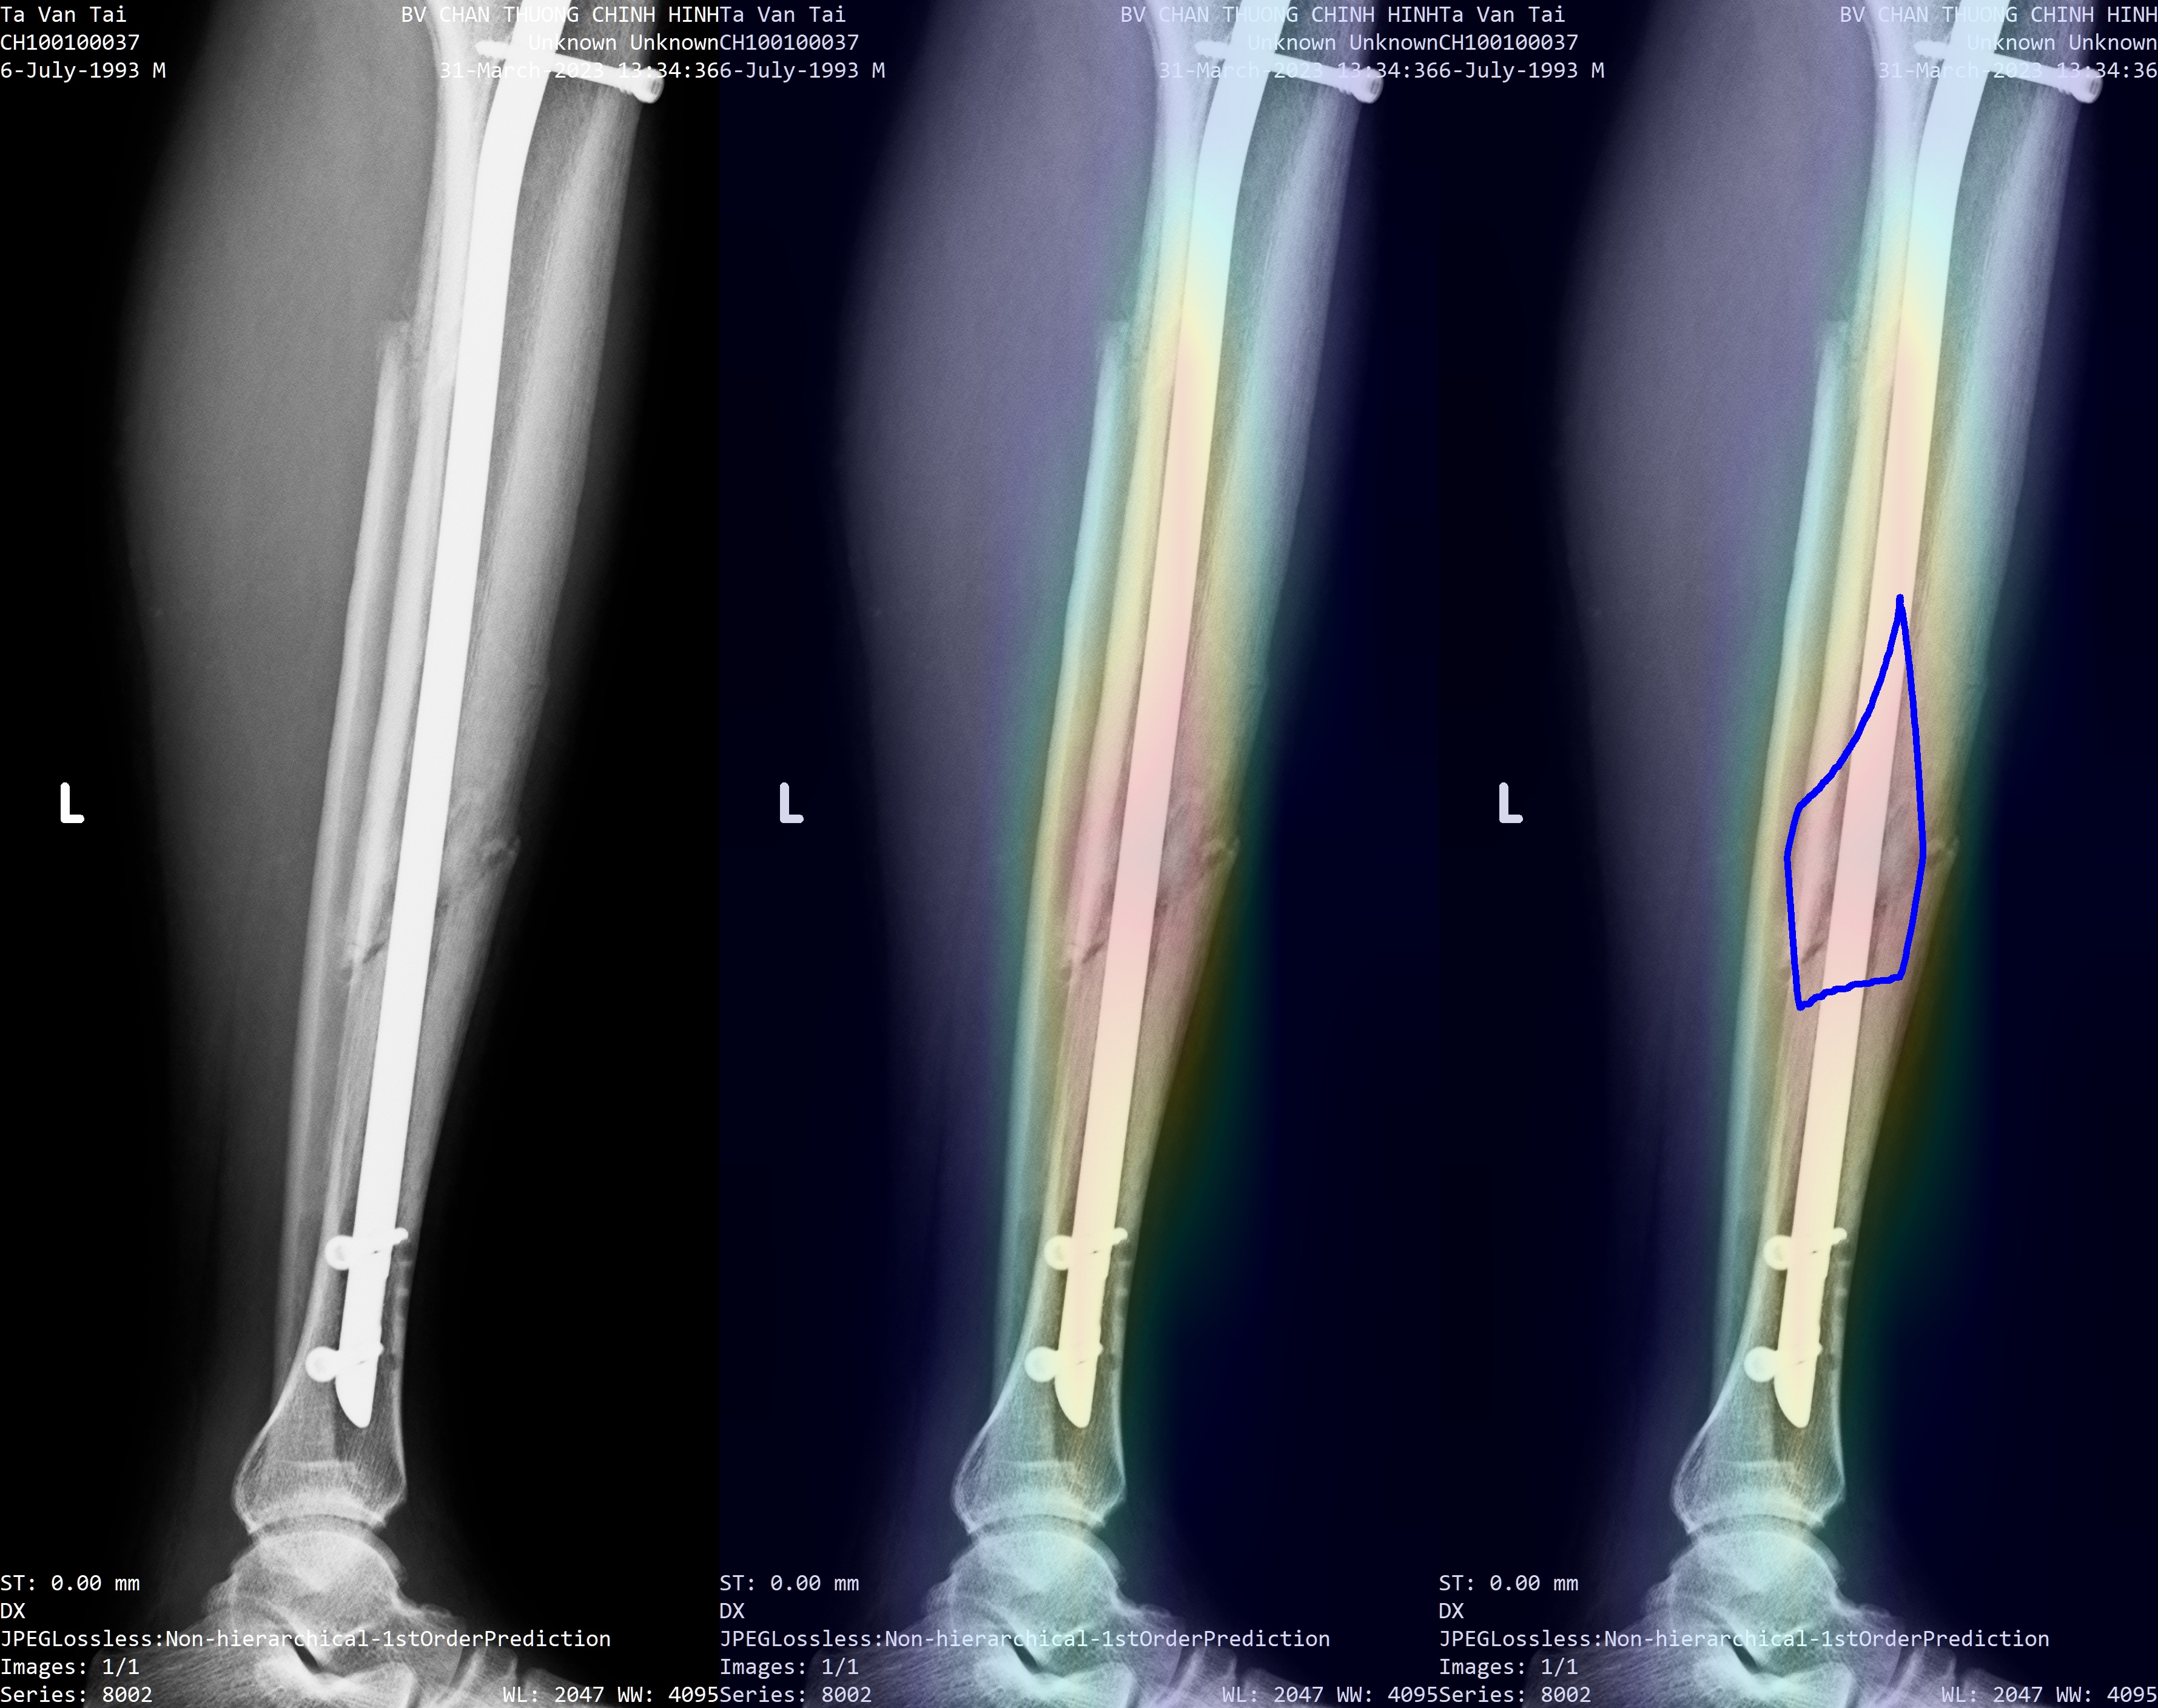 Ta Van Tai
CH100100037
6-July-1993 M
BV CHAN THUONG CHINH HINH
Unknown Unknown
31-March-2023 13:34:36
L
ST: 0.00 mm
DX
JPEGLossless:Non-hierarchical-1stOrderPrediction
Images: 1/1
Series: 8002
WL: 2047 WW: 4095
Ta Van Tai
CH100100037
6-July-1993 M
BV CHAN THUONG CHINH HINH
Unknown Unknown
31-March-2023 13:34:36
L
ST: 0.00 mm
DX
JPEGLossless:Non-hierarchical-1stOrderPrediction
Images: 1/1
Series: 8002
WL: 2047 WW: 4095
Ta Van Tai
CH100100037
6-July-1993 M
BV CHAN THUONG CHINH HINH
Unknown Unknown
31-March-2023 13:34:36
L
ST: 0.00 mm
DX
JPEGLossless:Non-hierarchical-1stOrderPrediction
Images: 1/1
Series: 8002
WL: 2047 WW: 4095